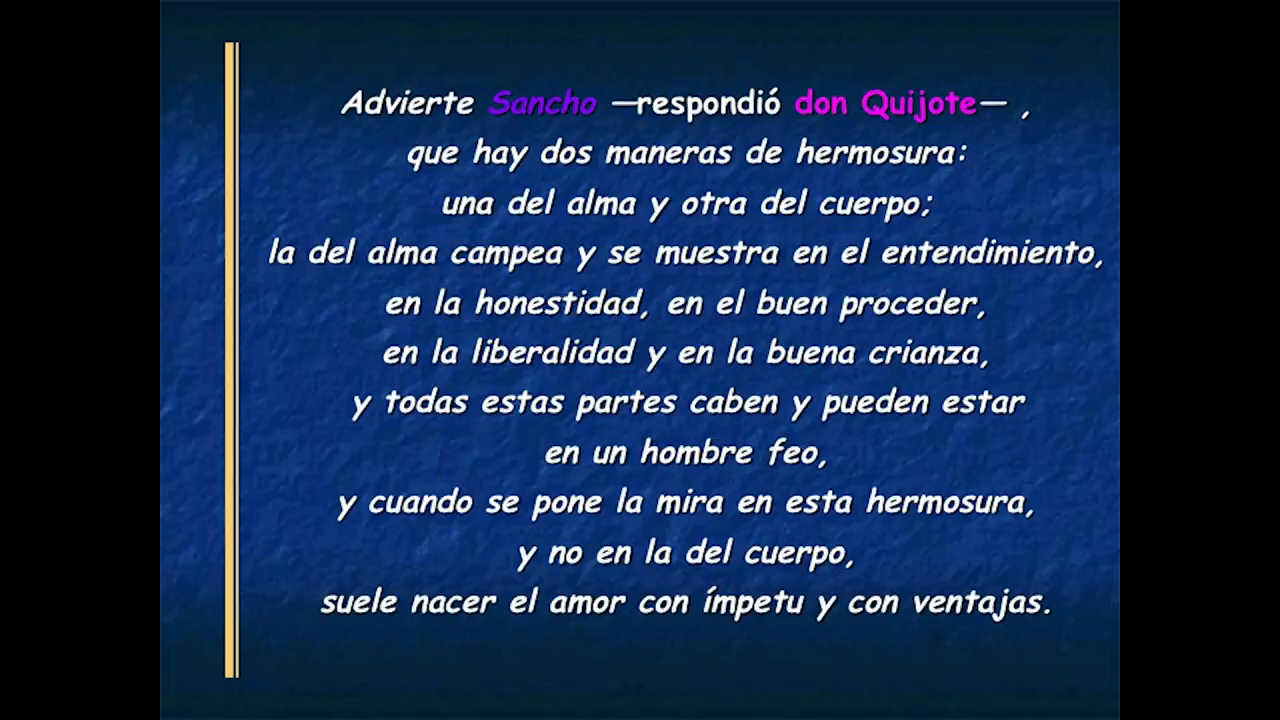 Advierte Sancho —respondió don Quijote— ,
que hay dos maneras de hermosura:
una del alma y otra del cuerpo;
la del alma campea y se muestra en el entendimiento,
en la honestidad, en el buen proceder,
en la liberalidad y en la buena crianza,
y todas estas partes caben y pueden estar
en un hombre feo,
y cuando se pone la mira en esta hermosura,
y no en la del cuerpo,
suele nacer el amor con ímpetu y con ventajas.